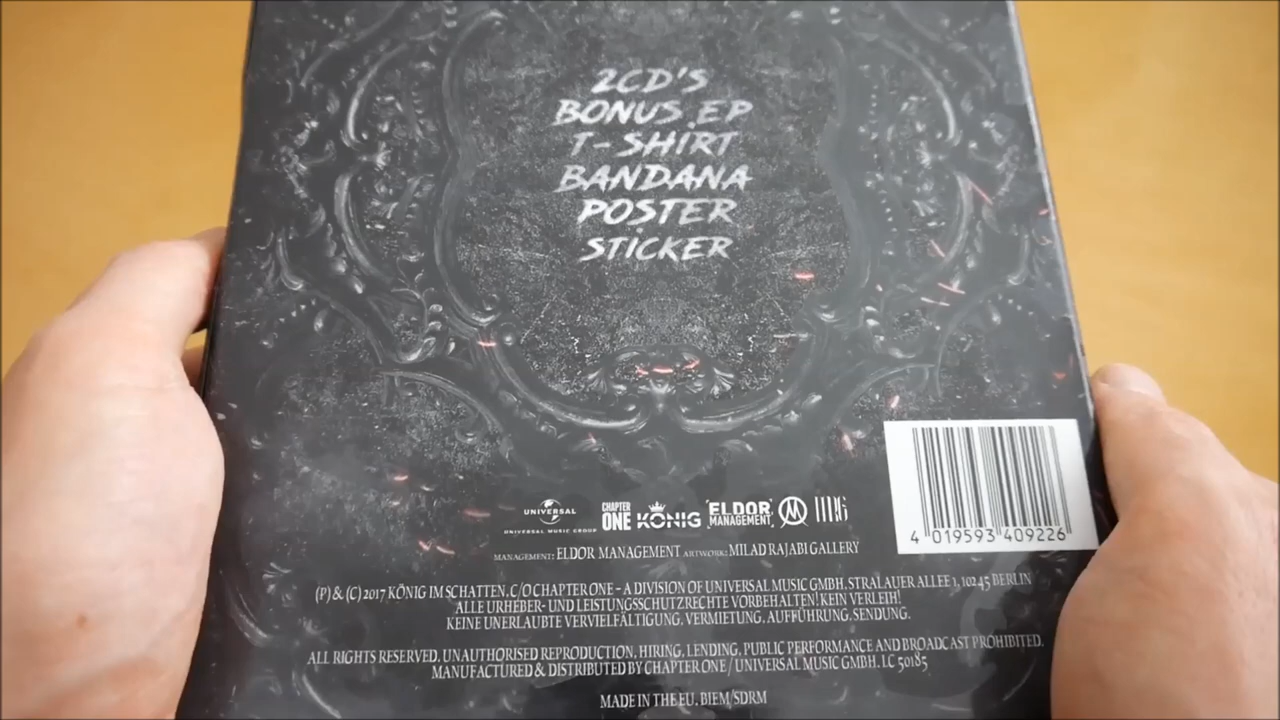 2CD'S
BONUS EP
T-SHIRT
BANDANA
POSTER
STICKER
UNIVERSAL
UNIVERSAL MUSIC GROUP
CHAPTER
ONE
KÖNIG
ELDOR
MANAGEMENT
MANAGEMENT: ELDOR MANAGEMENT ARTWORK: MILAD RAJABI GALLERY
4 019593 409226
(P) & (C) 2017 KÖNIG IM SCHATTEN, C/O CHAPTER ONE - A DIVISION OF UNIVERSAL MUSIC GMBH, STRALAUER ALLEE 1, 10245 BERLIN
ALLE URHEBER- UND LEISTUNGSSCHUTZRECHTE VORBEHALTEN! KEIN VERLEIH!
KEINE UNERLAUBTE VERVIELFÄLTIGUNG, VERMIETUNG, AUFFÜHRUNG, SENDUNG.
ALL RIGHTS RESERVED. UNAUTHORISED REPRODUCTION, HIRING, LENDING, PUBLIC PERFORMANCE AND BROADCAST PROHIBITED.
MANUFACTURED & DISTRIBUTED BY CHAPTER ONE / UNIVERSAL MUSIC GMBH. LC 50185
MADE IN THE EU. BIEM/SDRM